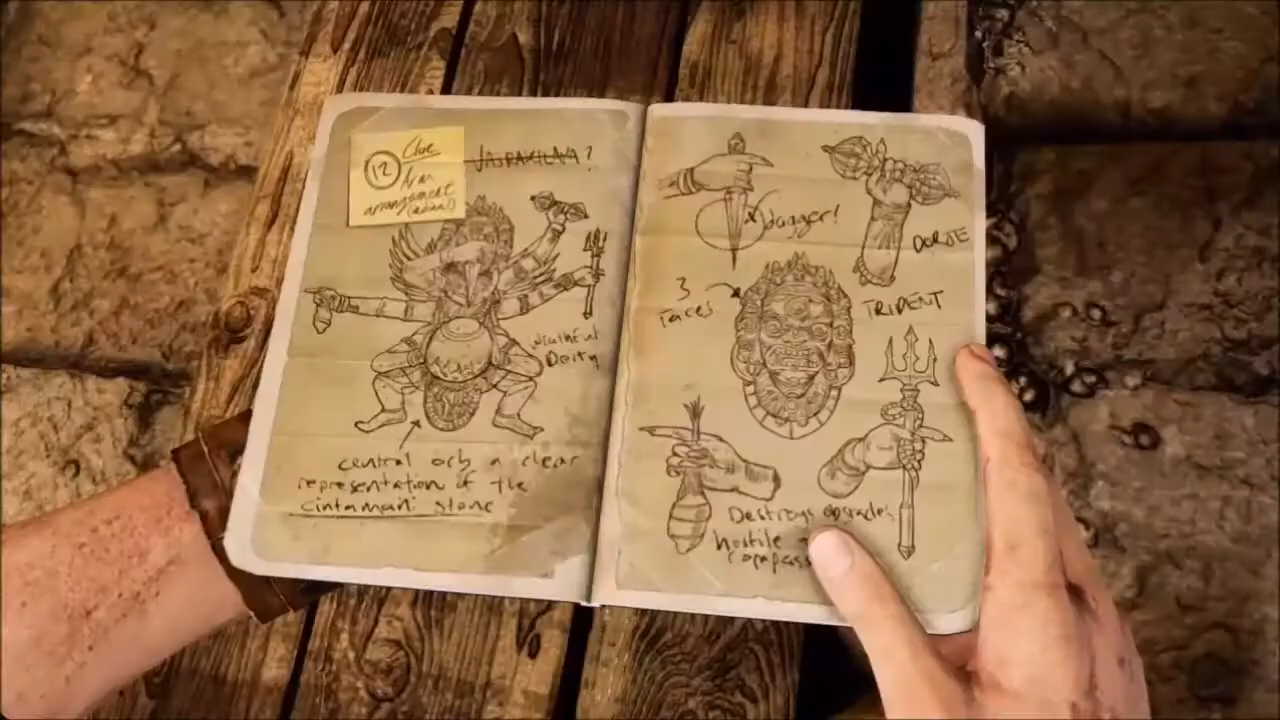 12
Clue
Arm
arrangement
?
wrathful
Deity
central orb a clear
representation of the
cintamani stone
dagger!
DORJE
3
faces
TRIDENT
Destroys obstacles
hostile
compass